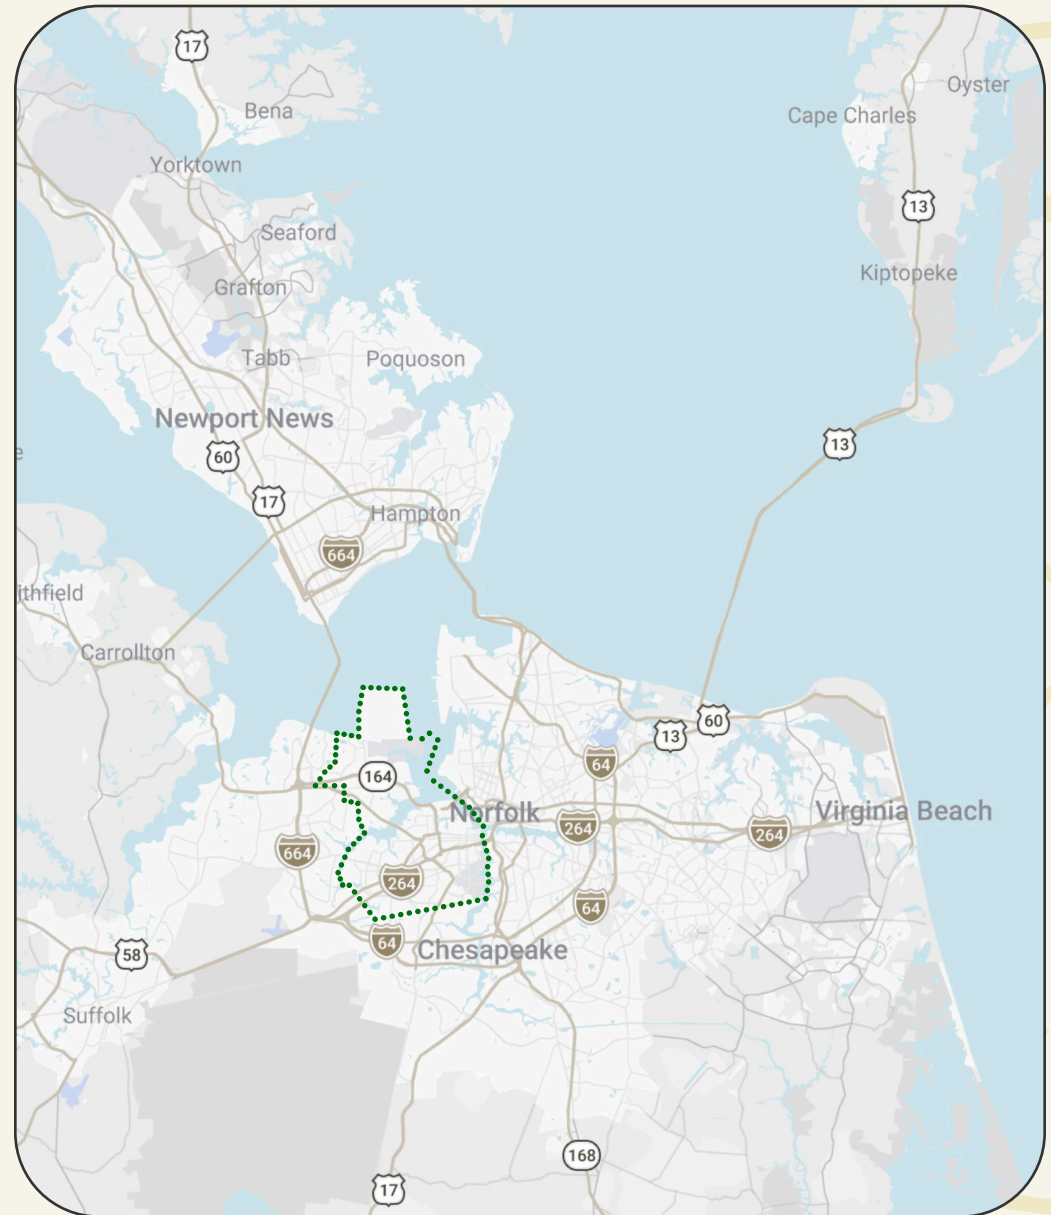 17
Oyster
Bena
Cape Charles
Yorktown
13
Seaford
Kiptopeke
Grafton
Tabb
Poquoson
Newport News
13
60
e
17
Hampton
664
ithfield
Carrollton
60
13
64
164
Norfolk
Virginia Beach
264
264
664
264
64
64
Chesapeake
58
Suffolk
168
17